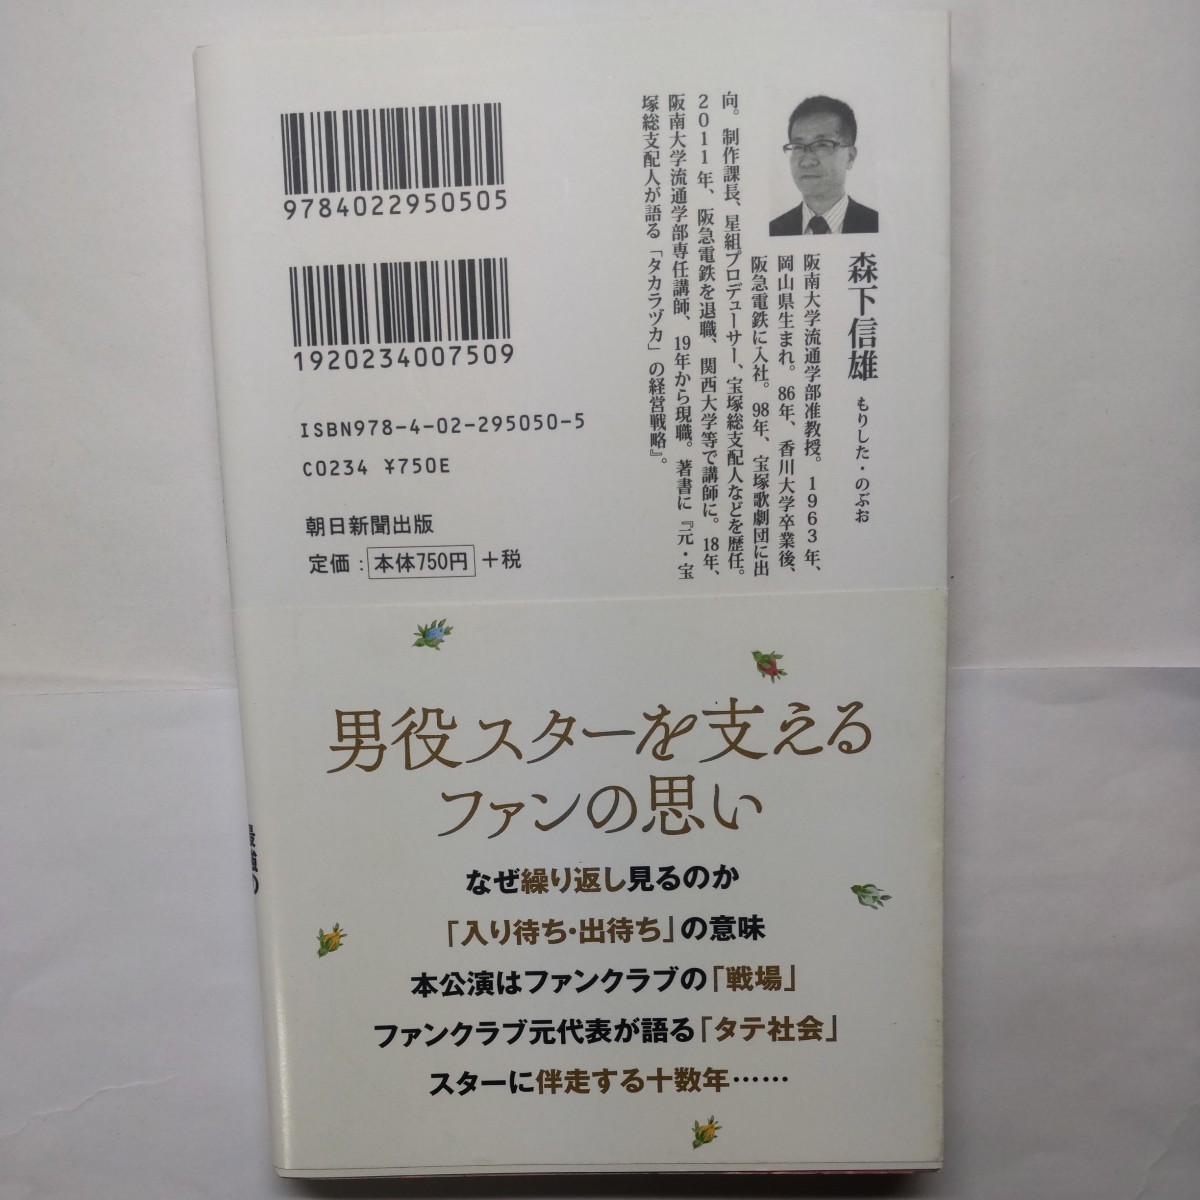 9784022950505
1920234007509
ISBN978-4-02-295050-5
C0234 ¥750E
朝日新聞出版
定価：本体750円＋税
森下信雄 もりした・のぶお
阪南大学流通学部准教授。1963年、
岡山県生まれ。86年、香川大学卒業後、
阪急電鉄に入社。98年、宝塚歌劇団に出
向。制作課長、星組プロデューサー、宝塚総支配人などを歴任。
2011年、阪急電鉄を退職、関西大学等で講師に。18年、
阪南大学流通学部専任講師、19年から現職。著書に『元・宝
塚総支配人が語る「タカラヅカ」の経営戦略』。
男役スターを支える
ファンの思い
なぜ繰り返し見るのか
「入り待ち・出待ち」の意味
本公演はファンクラブの「戦場」
ファンクラブ元代表が語る「タテ社会」
スターに伴走する十数年……
最強の